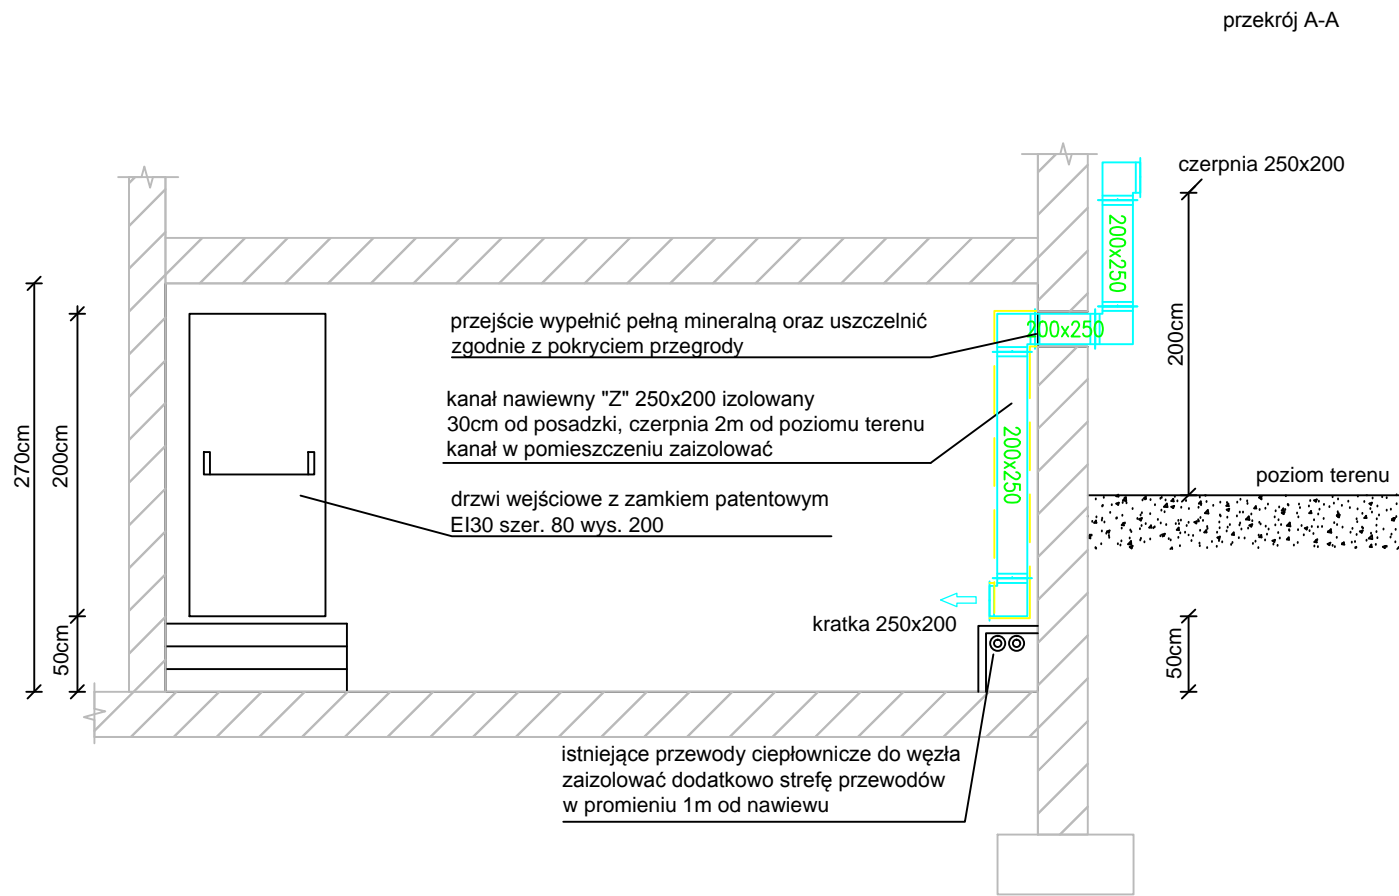 przekrój A-A
czerpnia 250x200
200x250
200x250
200cm
przejście wypełnić pełną mineralną oraz uszczelnić
zgodnie z pokryciem przegrody
kanał nawiewny "Z" 250x200 izolowany
30cm od posadzki, czerpnia 2m od poziomu terenu
kanał w pomieszczeniu zaizolować
200x250
270cm
200cm
poziom terenu
drzwi wejściowe z zamkiem patentowym
EI30 szer. 80 wys. 200
kratka 250x200
50cm
50cm
istniejące przewody ciepłownicze do węzła
zaizolować dodatkowo strefę przewodów
w promieniu 1m od nawiewu